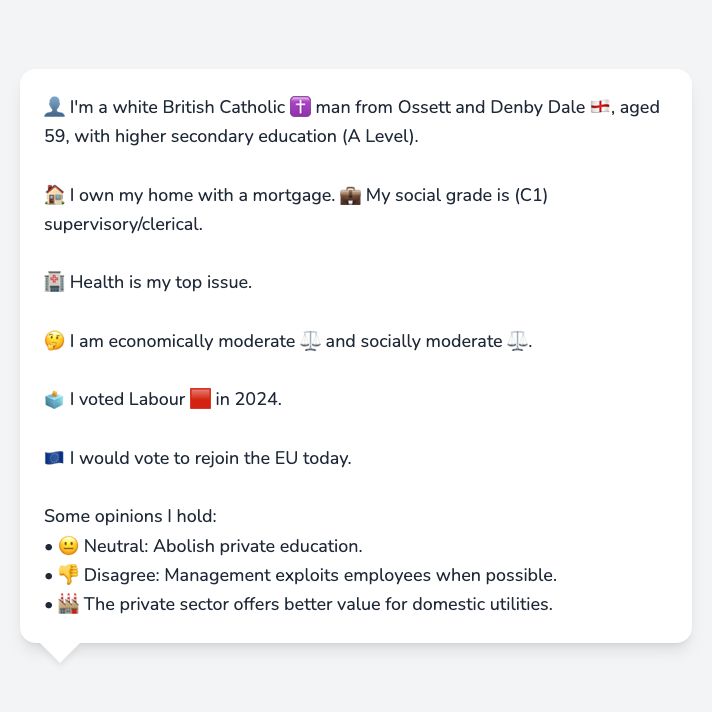 👤 I'm a white British Catholic ✝️ man from Ossett and Denby Dale 🏴󠁧󠁢󠁥󠁮󠁧󠁿, aged
59, with higher secondary education (A Level).
🏠 I own my home with a mortgage. 💼 My social grade is (C1)
supervisory/clerical.
🏥 Health is my top issue.
🤔 I am economically moderate ⚖️ and socially moderate ⚖️.
🗳️ I voted Labour 🟥 in 2024.
🇪🇺 I would vote to rejoin the EU today.
Some opinions I hold:
• 😐 Neutral: Abolish private education.
• 👎 Disagree: Management exploits employees when possible.
• 🏭 The private sector offers better value for domestic utilities.